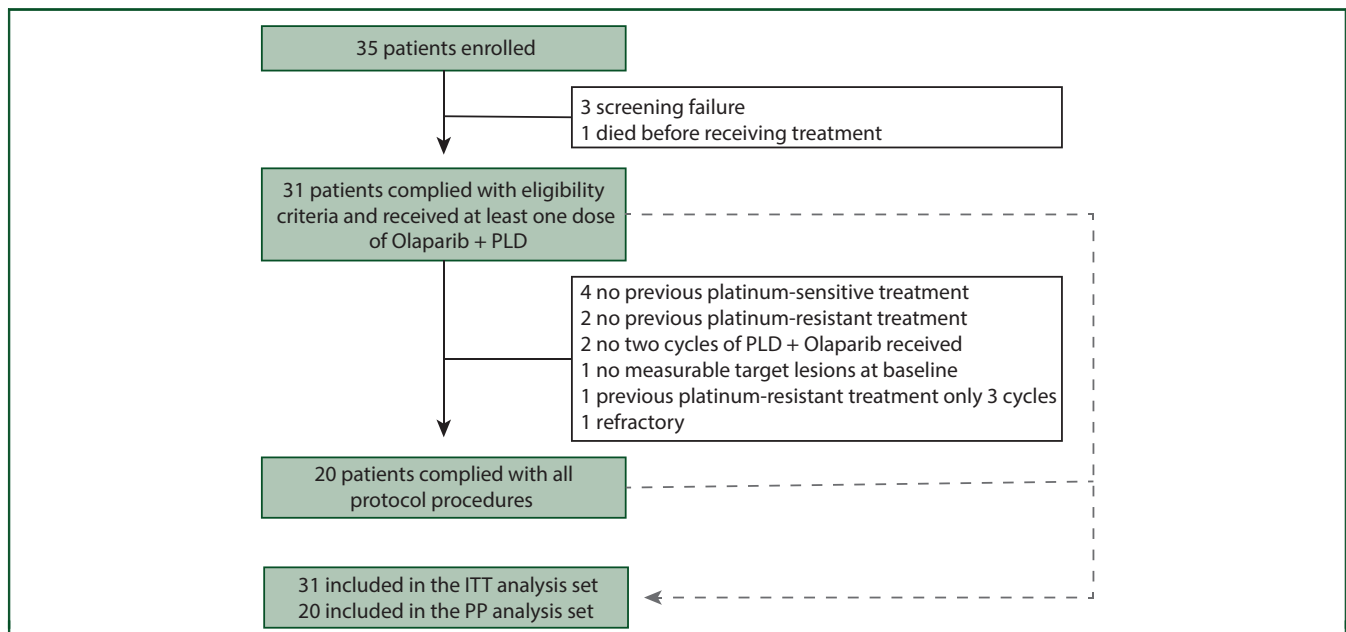 35 patients enrolled
3 screening failure
1 died before receiving treatment
31 patients complied with eligibility
criteria and received at least one dose
of Olaparib + PLD
4 no previous platinum-sensitive treatment
2 no previous platinum-resistant treatment
2 no two cycles of PLD + Olaparib received
1 no measurable target lesions at baseline
1 previous platinum-resistant treatment only 3 cycles
1 refractory
20 patients complied with all
protocol procedures
31 included in the ITT analysis set
20 included in the PP analysis set